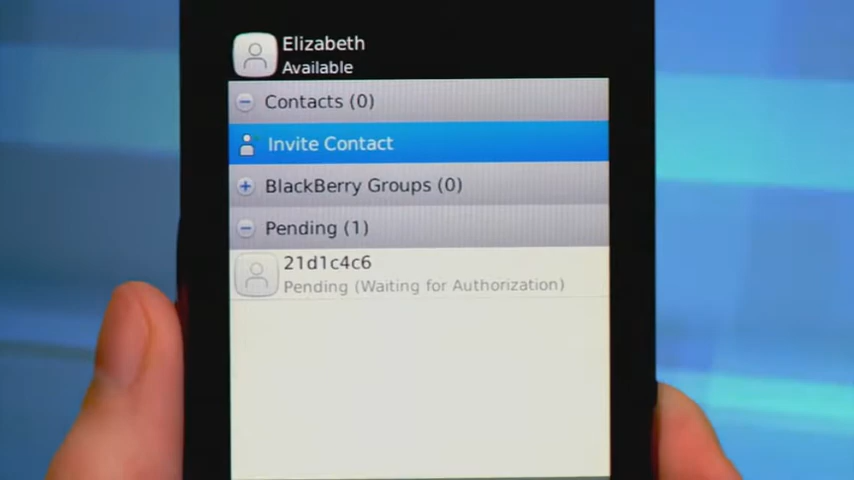 Elizabeth
Available
Contacts (0)
Invite Contact
BlackBerry Groups (0)
Pending (1)
21d1c4c6
Pending (Waiting for Authorization)